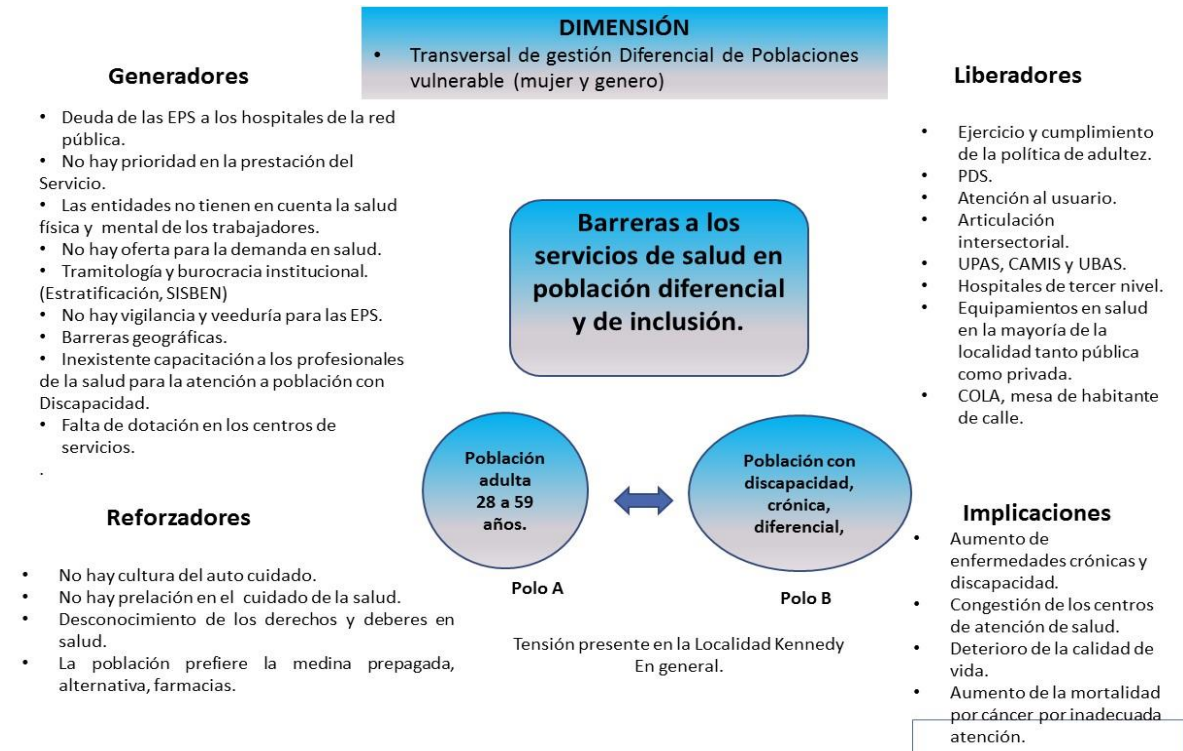 DIMENSIÓN
• Transversal de gestión Diferencial de Poblaciones
vulnerable (mujer y genero)
Generadores
• Deuda de las EPS a los hospitales de la red
pública.
• No hay prioridad en la prestación del
Servicio.
• Las entidades no tienen en cuenta la salud
física y mental de los trabajadores.
• No hay oferta para la demanda en salud.
• Tramitología y burocracia institucional.
(Estratificación, SISBEN)
• No hay vigilancia y veeduría para las EPS.
• Barreras geográficas.
• Inexistente capacitación a los profesionales
de la salud para la atención a población con
Discapacidad.
• Falta de dotación en los centros de
servicios.
.
Liberadores
• Ejercicio y cumplimiento
de la política de adultez.
• PDS.
• Atención al usuario.
• Articulación
intersectorial.
• UPAS, CAMIS y UBAS.
• Hospitales de tercer nivel.
• Equipamientos en salud
en la mayoría de la
localidad tanto pública
como privada.
• COLA, mesa de habitante
de calle.
Barreras a los
servicios de salud en
población diferencial
y de inclusión.
Población
adulta
28 a 59
años.
Población con
discapacidad,
crónica,
diferencial,
Polo A
Polo B
Tensión presente en la Localidad Kennedy
En general.
Reforzadores
• No hay cultura del auto cuidado.
• No hay prelación en el cuidado de la salud.
• Desconocimiento de los derechos y deberes en
salud.
• La población prefiere la medina prepagada,
alternativa, farmacias.
Implicaciones
• Aumento de
enfermedades crónicas y
discapacidad.
• Congestión de los centros
de atención de salud.
• Deterioro de la calidad de
vida.
• Aumento de la mortalidad
por cáncer por inadecuada
atención.